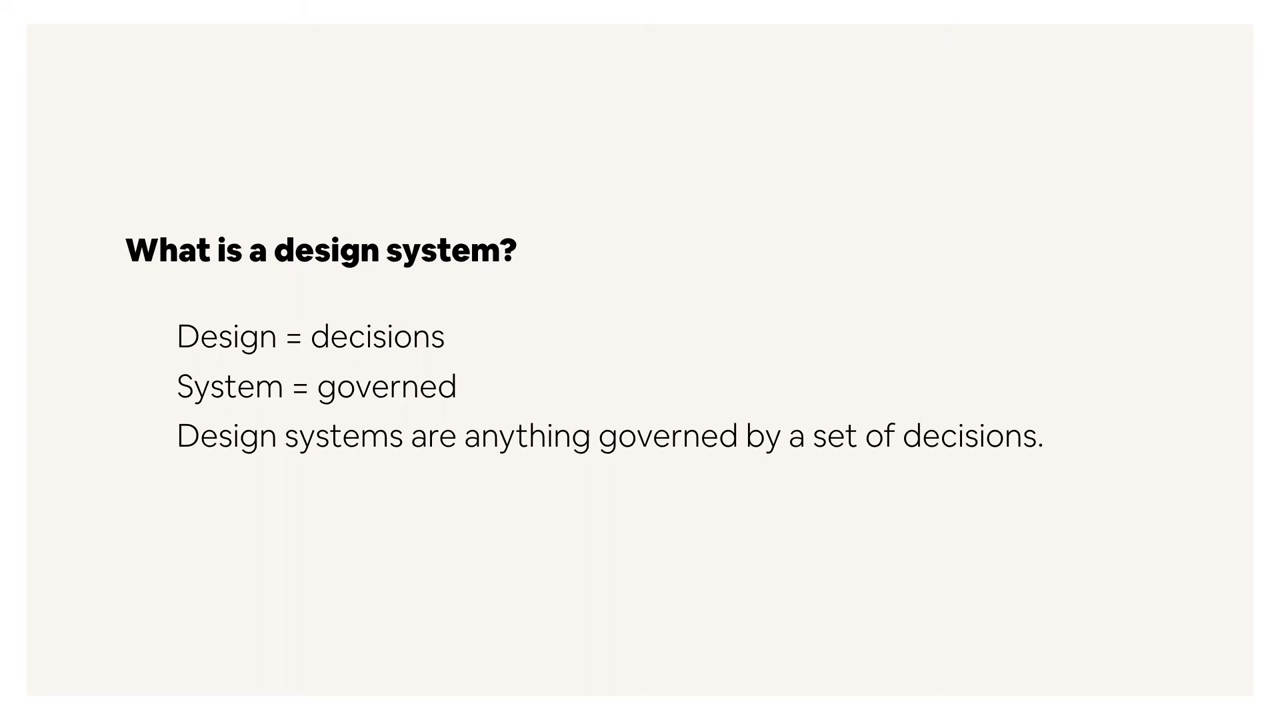 What is a design system?
Design = decisions
System = governed
Design systems are anything governed by a set of decisions.